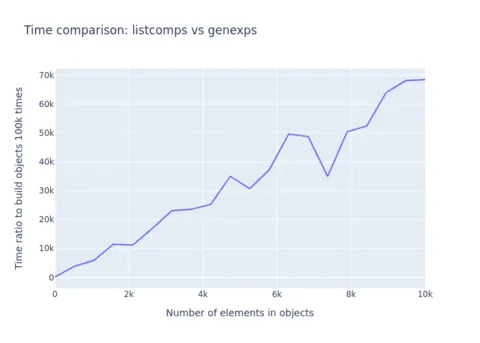 Time comparison: listcomps vs genexps
Time ratio to build objects 100k times
70k
60k
50k
40k
30k
20k
10k
0
0 2k 4k 6k 8k 10k
Number of elements in objects